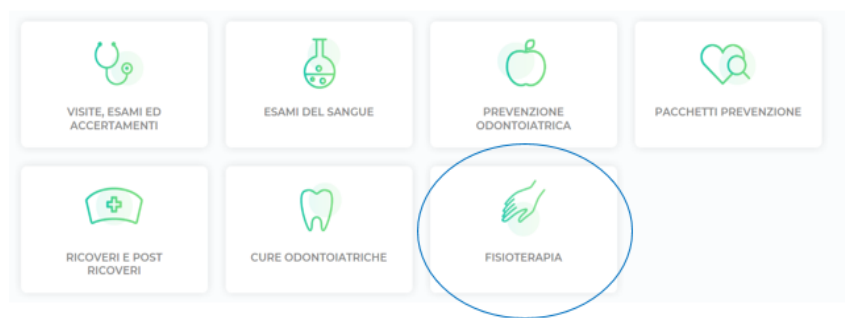 VISITE, ESAMI ED
ACCERTAMENTI
ESAMI DEL SANGUE
PREVENZIONE
ODONTOIATRICA
PACCHETTI PREVENZIONE
RICOVERI E POST
RICOVERI
CURE ODONTOIATRICHE
FISIOTERAPIA